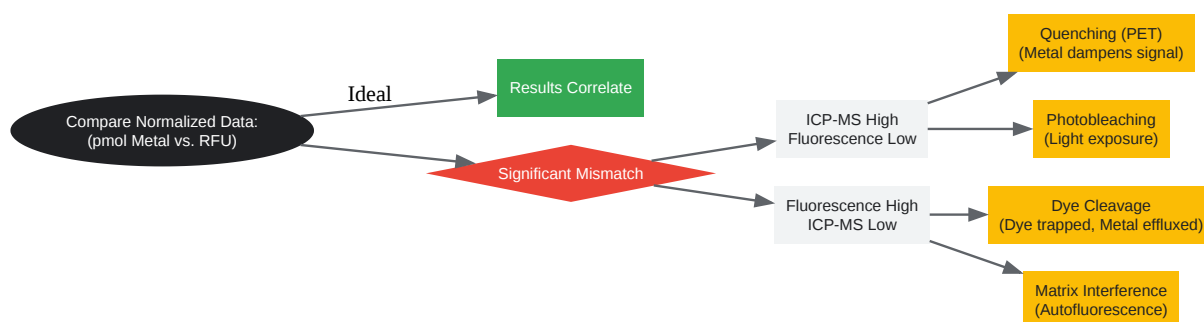 Compare Normalized Data:
(pmol Metal vs. RFU)
Ideal
Results Correlate
Significant Mismatch
ICP-MS High
Fluorescence Low
Quenching (PET)
(Metal dampens signal)
Photobleaching
(Light exposure)
Fluorescence High
ICP-MS Low
Dye Cleavage
(Dye trapped, Metal effluxed)
Matrix Interference
(Autofluorescence)